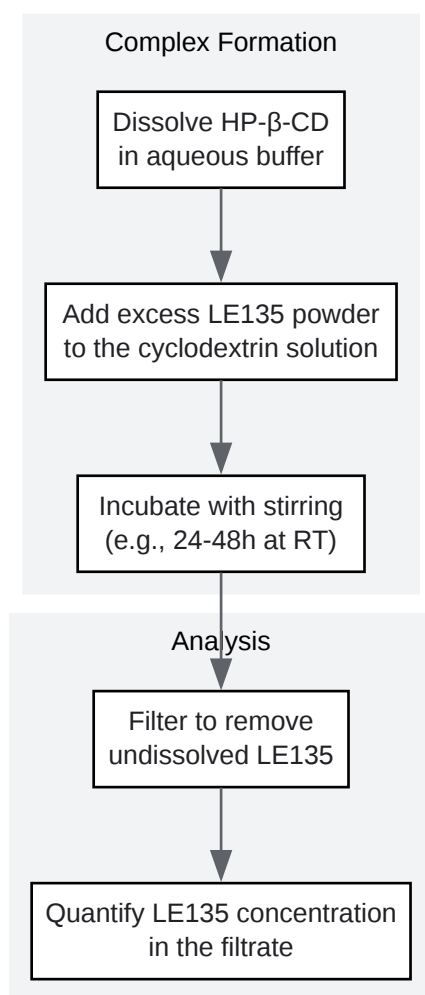 Complex Formation
Dissolve HP-β-CD
in aqueous buffer
Add excess LE135 powder
to the cyclodextrin solution
Incubate with stirring
(e.g., 24-48h at RT)
Analysis
Filter to remove
undissolved LE135
Quantify LE135 concentration
in the filtrate